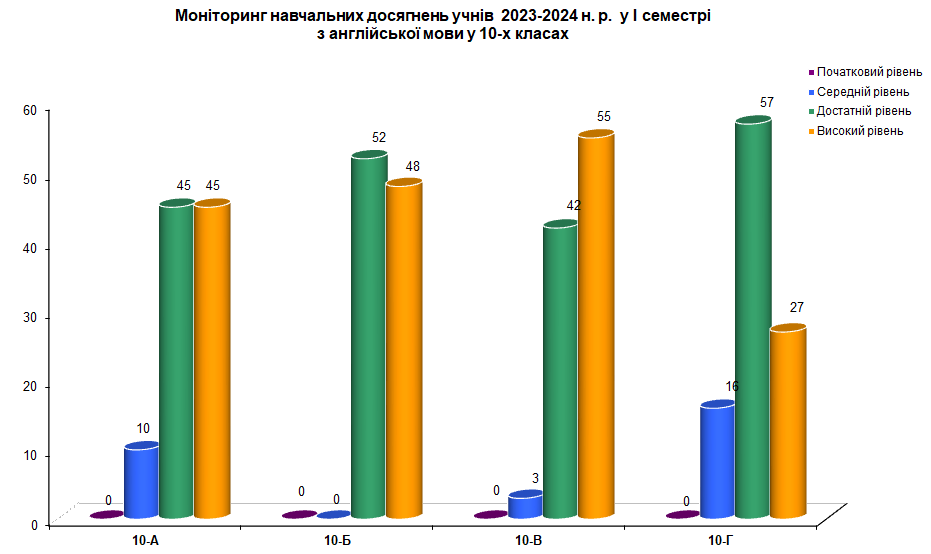 Моніторинг навчальних досягнень учнів 2023-2024 н. р. у І семестрі
з англійської мови у 10-х класах
Початковий рівень
Середній рівень
Достатній рівень
Високий рівень
60
50
40
30
20
10
0
0
10
45
45
0
0
52
48
0
3
42
55
0
16
57
27
10-А
10-Б
10-В
10-Г